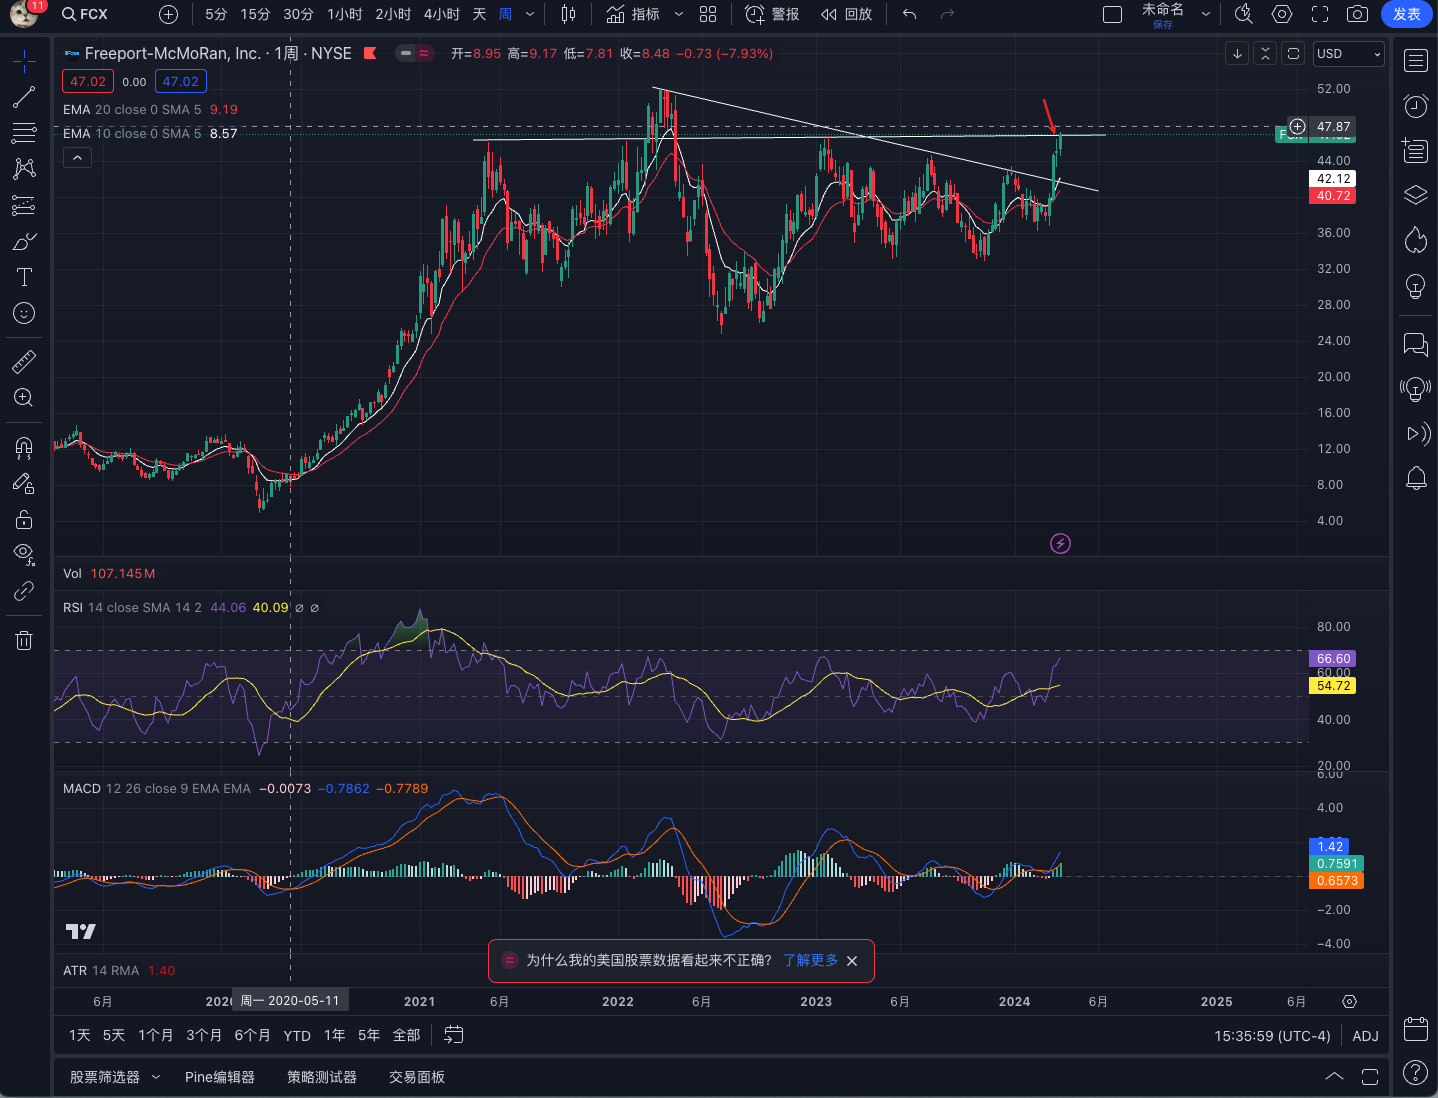 11
FCX
5分 15分 30分 1小时 2小时 4小时 天 周
指标
警报
回放
未命名
保存
发表
Freeport-McMoRan, Inc. · 1周 · NYSE
开=8.95 高=9.17 低=7.81 收=8.48 −0.73 (−7.93%)
USD
47.02 0.00 47.02
EMA 20 close 0 SMA 5 9.19
EMA 10 close 0 SMA 5 8.57
52.00
47.87
44.00
42.12
40.72
36.00
32.00
28.00
24.00
20.00
16.00
12.00
8.00
4.00
Vol 107.145M
RSI 14 close SMA 14 2 44.06 40.09 ∅ ∅
80.00
66.60
60.00
54.72
40.00
20.00
MACD 12 26 close 9 EMA EMA −0.0073 −0.7862 −0.7789
6.00
4.00
1.42
0.7591
0.6573
−2.00
−4.00
为什么我的美国股票数据看起来不正确? 了解更多
ATR 14 RMA 1.40
6月 2020 周一 2020-05-11 2021 6月 2022 6月 2023 6月 2024 6月 2025 6月
1天 5天 1个月 3个月 6个月 YTD 1年 5年 全部
15:35:59 (UTC-4) ADJ
股票筛选器 Pine编辑器 策略测试器 交易面板